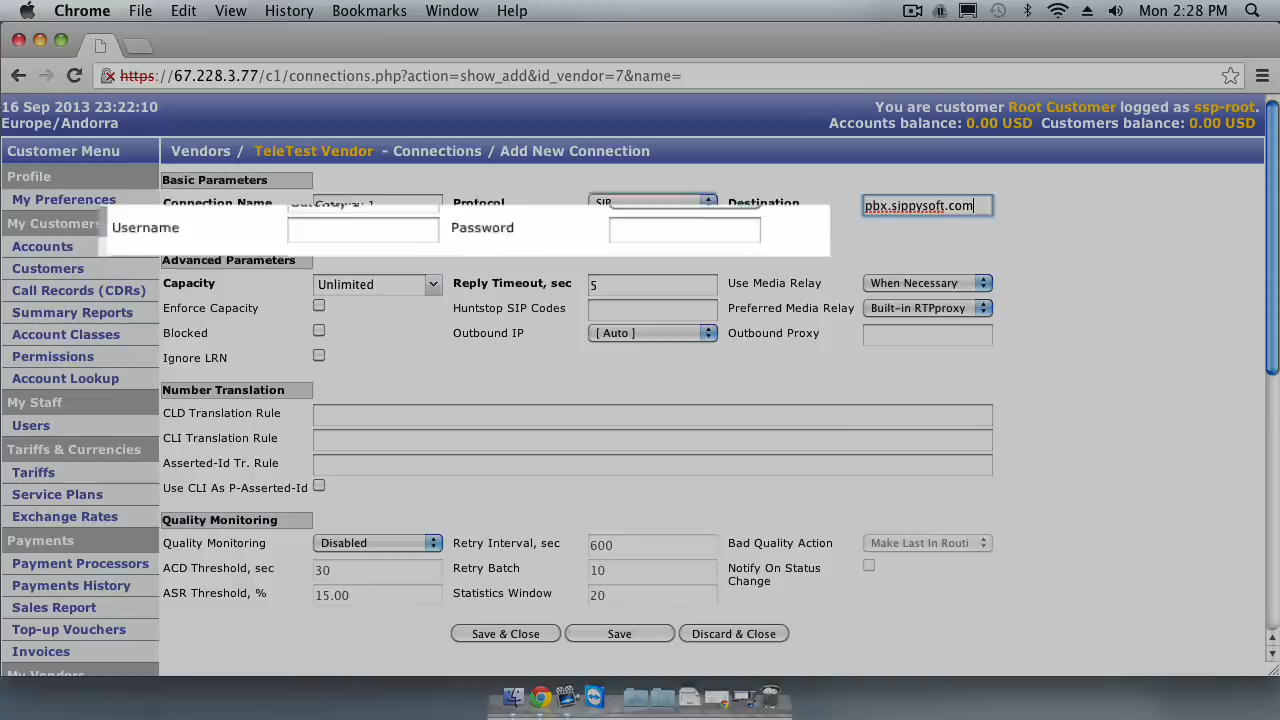 Chrome File Edit View History Bookmarks Window Help Mon 2:28 PM
https://67.228.3.77/c1/connections.php?action=show_add&id_vendor=7&name=
16 Sep 2013 23:22:10
Europe/Andorra
You are customer Root Customer logged as ssp-root.
Accounts balance: 0.00 USD Customers balance: 0.00 USD
Customer Menu
Profile
My Preferences
My Customers
Accounts
Customers
Call Records (CDRs)
Summary Reports
Account Classes
Permissions
Account Lookup
My Staff
Users
Tariffs & Currencies
Tariffs
Service Plans
Exchange Rates
Payments
Payment Processors
Payments History
Sales Report
Top-up Vouchers
Invoices
My Vendors
Vendors / TeleTest Vendor - Connections / Add New Connection
Basic Parameters
Connection Name Protocol SIP Destination pbx.sippysoft.com
Username Password
Advanced Parameters
Capacity Unlimited Reply Timeout, sec 5 Use Media Relay When Necessary
Enforce Capacity Huntstop SIP Codes Preferred Media Relay Built-in RTPproxy
Blocked Outbound IP [ Auto ] Outbound Proxy
Ignore LRN
Number Translation
CLD Translation Rule
CLI Translation Rule
Asserted-Id Tr. Rule
Use CLI As P-Asserted-Id
Quality Monitoring
Quality Monitoring Disabled Retry Interval, sec 600 Bad Quality Action Make Last In Routi
ACD Threshold, sec 30 Retry Batch 10 Notify On Status
Change
ASR Threshold, % 15.00 Statistics Window 20
Save & Close Save Discard & Close